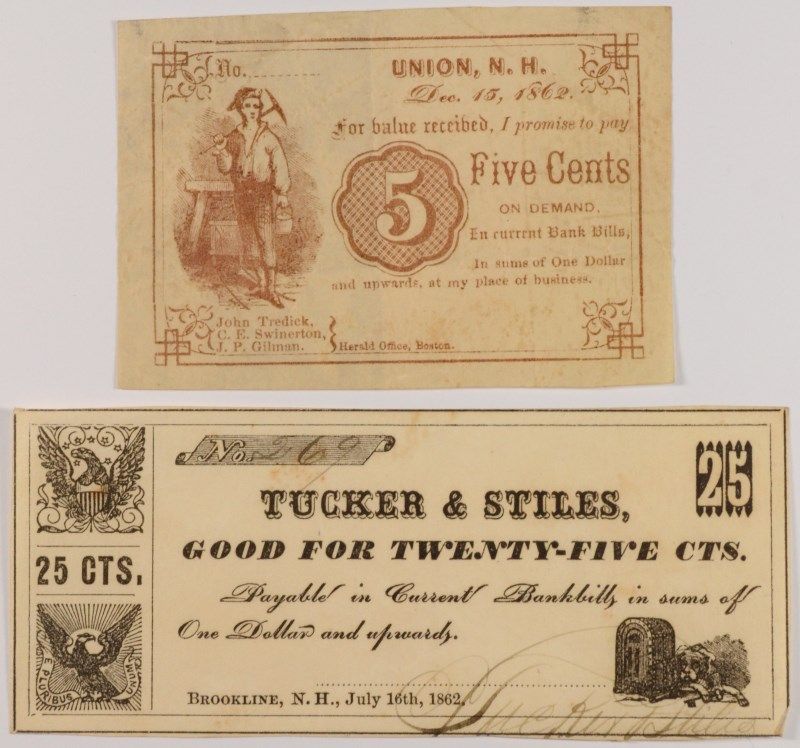 No.
UNION, N. H.
Dec. 15, 1862.
For value received, I promise to pay
5
Five Cents
ON DEMAND,
In current Bank Bills,
In sums of One Dollar
and upwards, at my place of business.
John Tredick,
C. E. Swinerton,
J. P. Gilman.
Herald Office, Boston.
No. 269
25
TUCKER & STILES,
GOOD FOR TWENTY-FIVE CTS.
25 CTS.
Payable in Current Bankbills in sums of
One Dollar and upwards.
E PLURIBUS UNUM
BROOKLINE, N. H., July 16th, 1862.
Tucker & Stiles